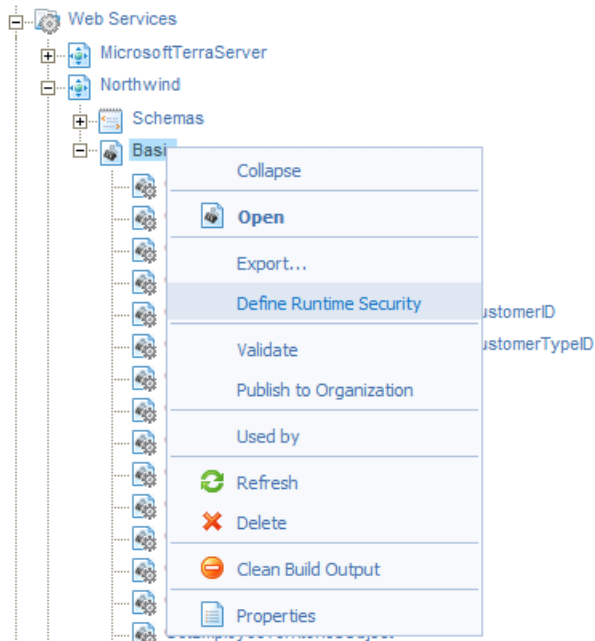 Web Services
MicrosoftTerraServer
Northwind
Schemas
Basi
Collapse
Open
Export...
Define Runtime Security
ustomerID
Validate
ustomerTypeID
Publish to Organization
Used by
Refresh
Delete
Clean Build Output
Properties